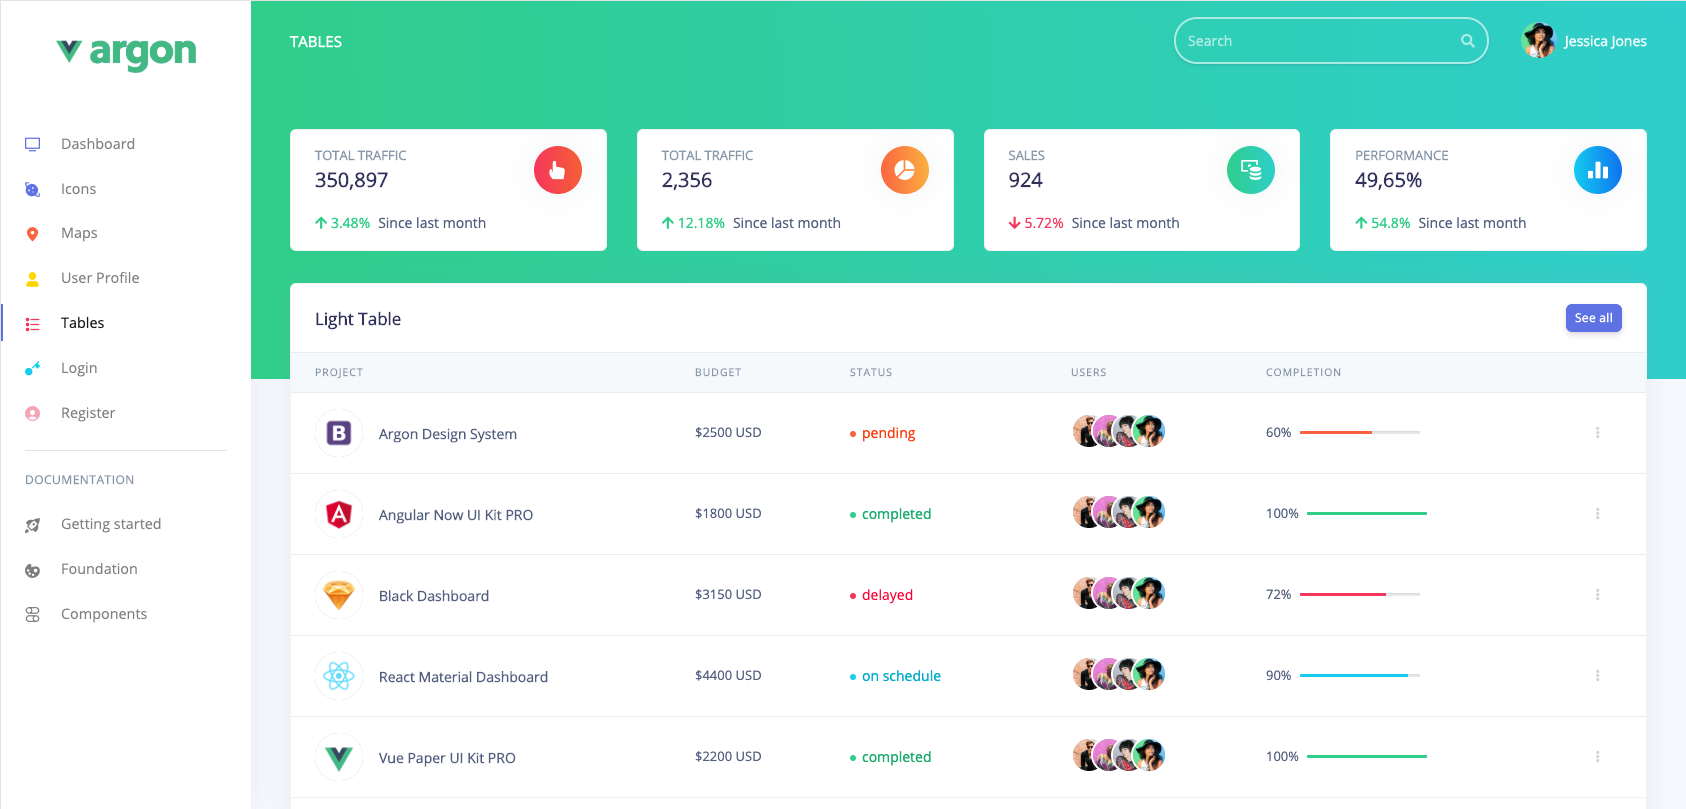 argon
TABLES
Search
Jessica Jones
Dashboard
Icons
Maps
User Profile
Tables
Login
Register
DOCUMENTATION
Getting started
Foundation
Components
TOTAL TRAFFIC
350,897
3.48% Since last month
TOTAL TRAFFIC
2,356
12.18% Since last month
SALES
924
5.72% Since last month
PERFORMANCE
49,65%
54.8% Since last month
Light Table
See all
PROJECT BUDGET STATUS USERS COMPLETION
B Argon Design System $2500 USD pending 60%
A Angular Now UI Kit PRO $1800 USD completed 100%
Black Dashboard $3150 USD delayed 72%
React Material Dashboard $4400 USD on schedule 90%
Vue Paper UI Kit PRO $2200 USD completed 100%